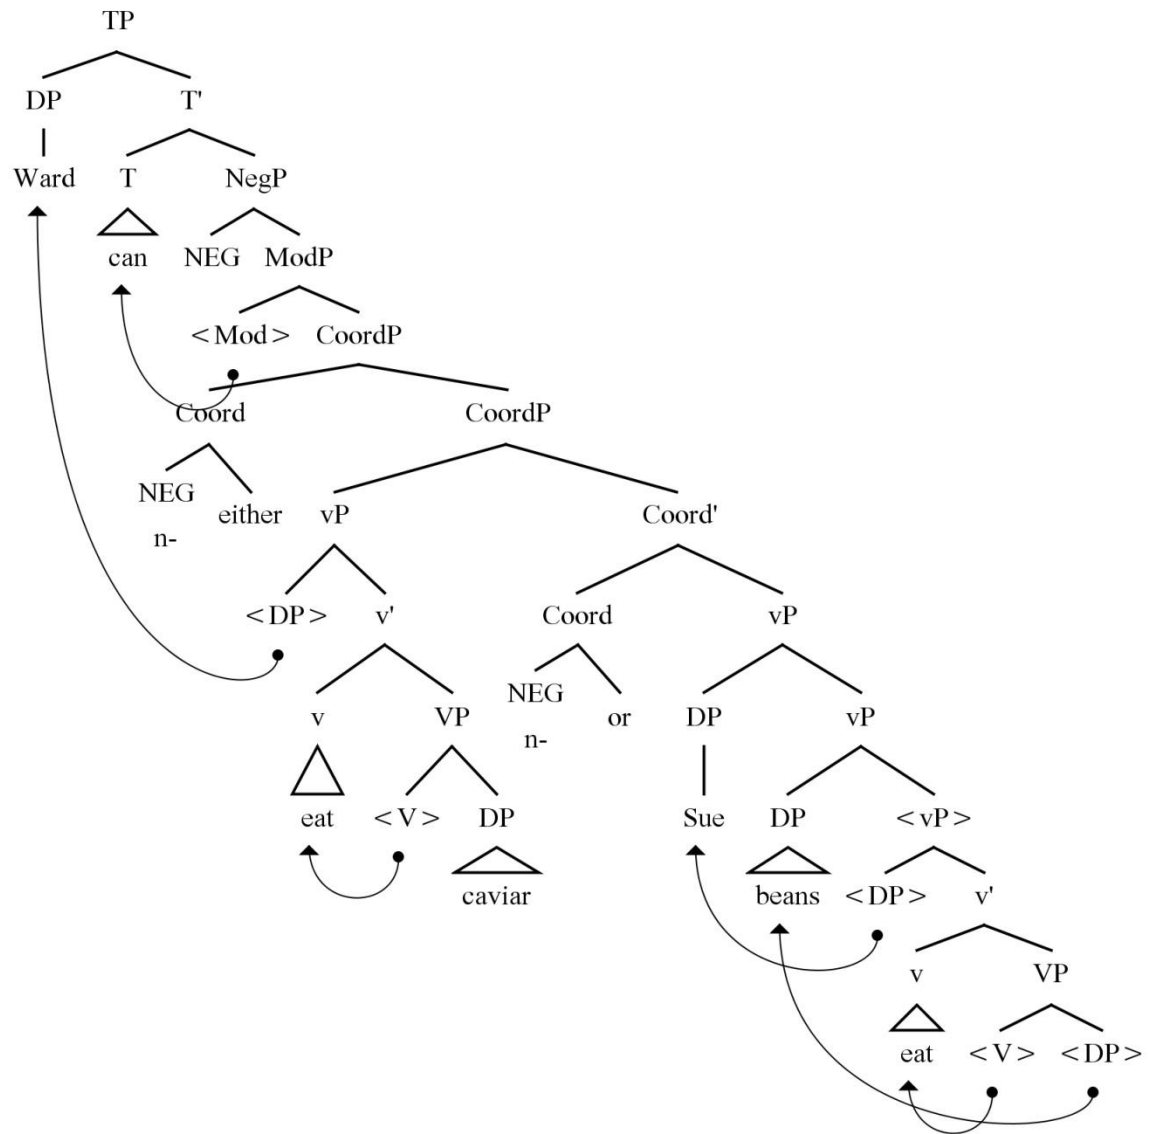 TP
DP T'
Ward T NegP
can NEG ModP
<Mod> CoordP
Coord CoordP
NEG either vP Coord'
n-
<DP> v' Coord vP
v VP NEG or DP vP
n-
eat <V> DP Sue DP <vP>
caviar beans <DP> v'
v VP
eat <V> <DP>